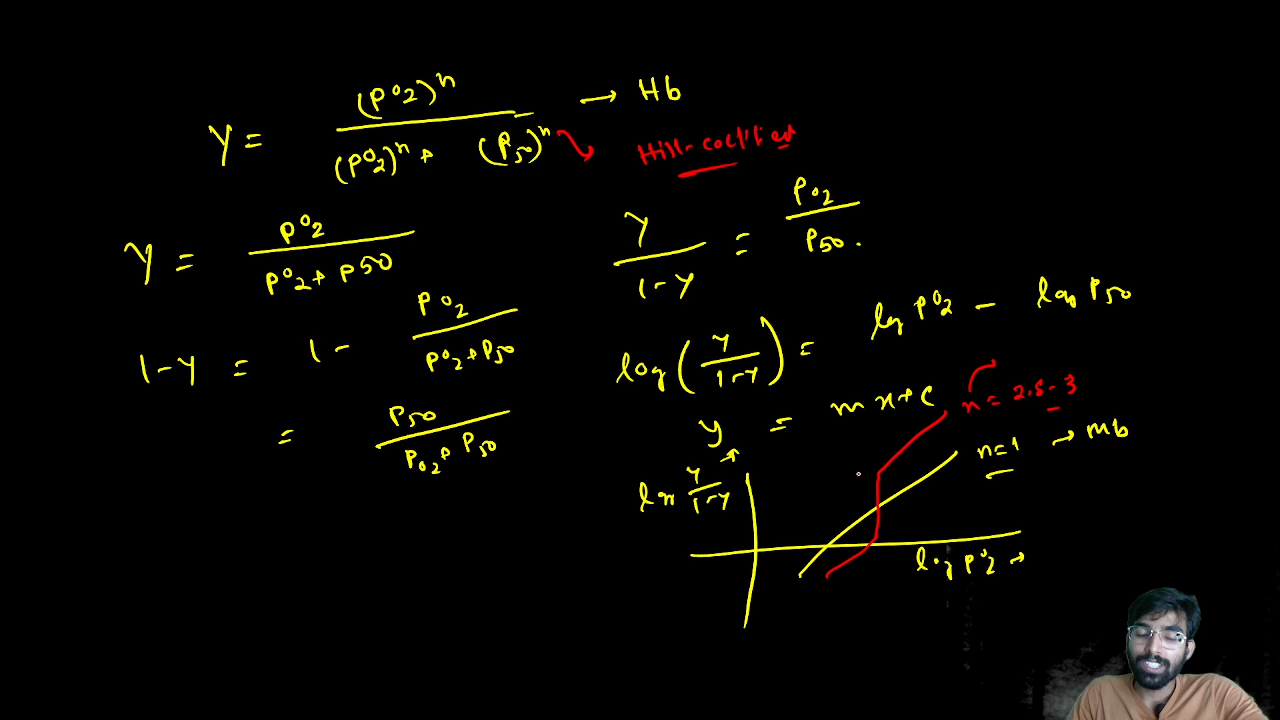 Y = (PO2)^n / (PO2)^n + (P50)^n → Hb
Hill-coefficient
Y = PO2 / PO2 + P50
1-Y = 1 - PO2 / PO2 + P50
= P50 / PO2 + P50
Y / 1-Y = PO2 / P50.
log (Y / 1-Y) = log PO2 - log P50
y = mx+c
n = 2.8-3
n=1 → Mb
ln Y / 1-Y
log PO2 →